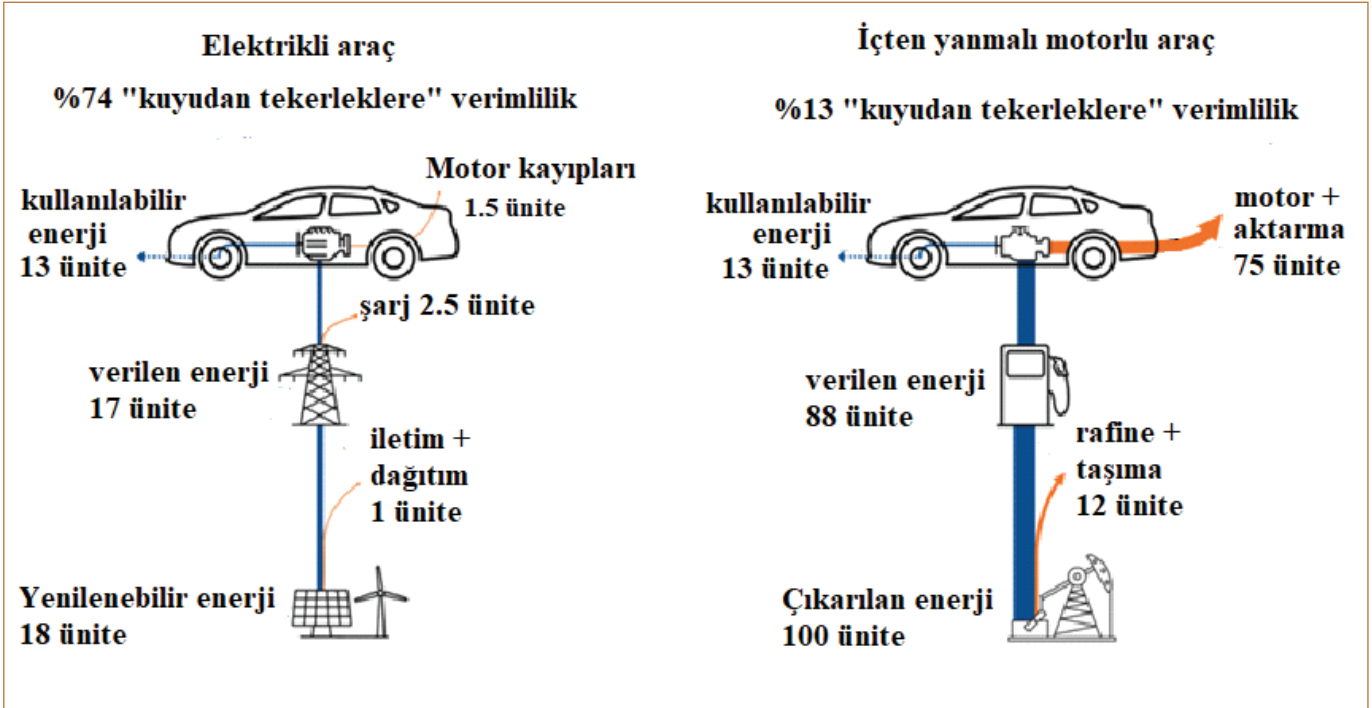 Elektrikli araç
%74 "kuyudan tekerleklere" verimlilik
Motor kayıpları
1.5 ünite
kullanılabilir
enerji
13 ünite
şarj 2.5 ünite
verilen enerji
17 ünite
iletim +
dağıtım
1 ünite
Yenilenebilir enerji
18 ünite
İçten yanmalı motorlu araç
%13 "kuyudan tekerleklere" verimlilik
kullanılabilir
enerji
13 ünite
motor +
aktarma
75 ünite
verilen enerji
88 ünite
rafine +
taşıma
12 ünite
Çıkarılan enerji
100 ünite